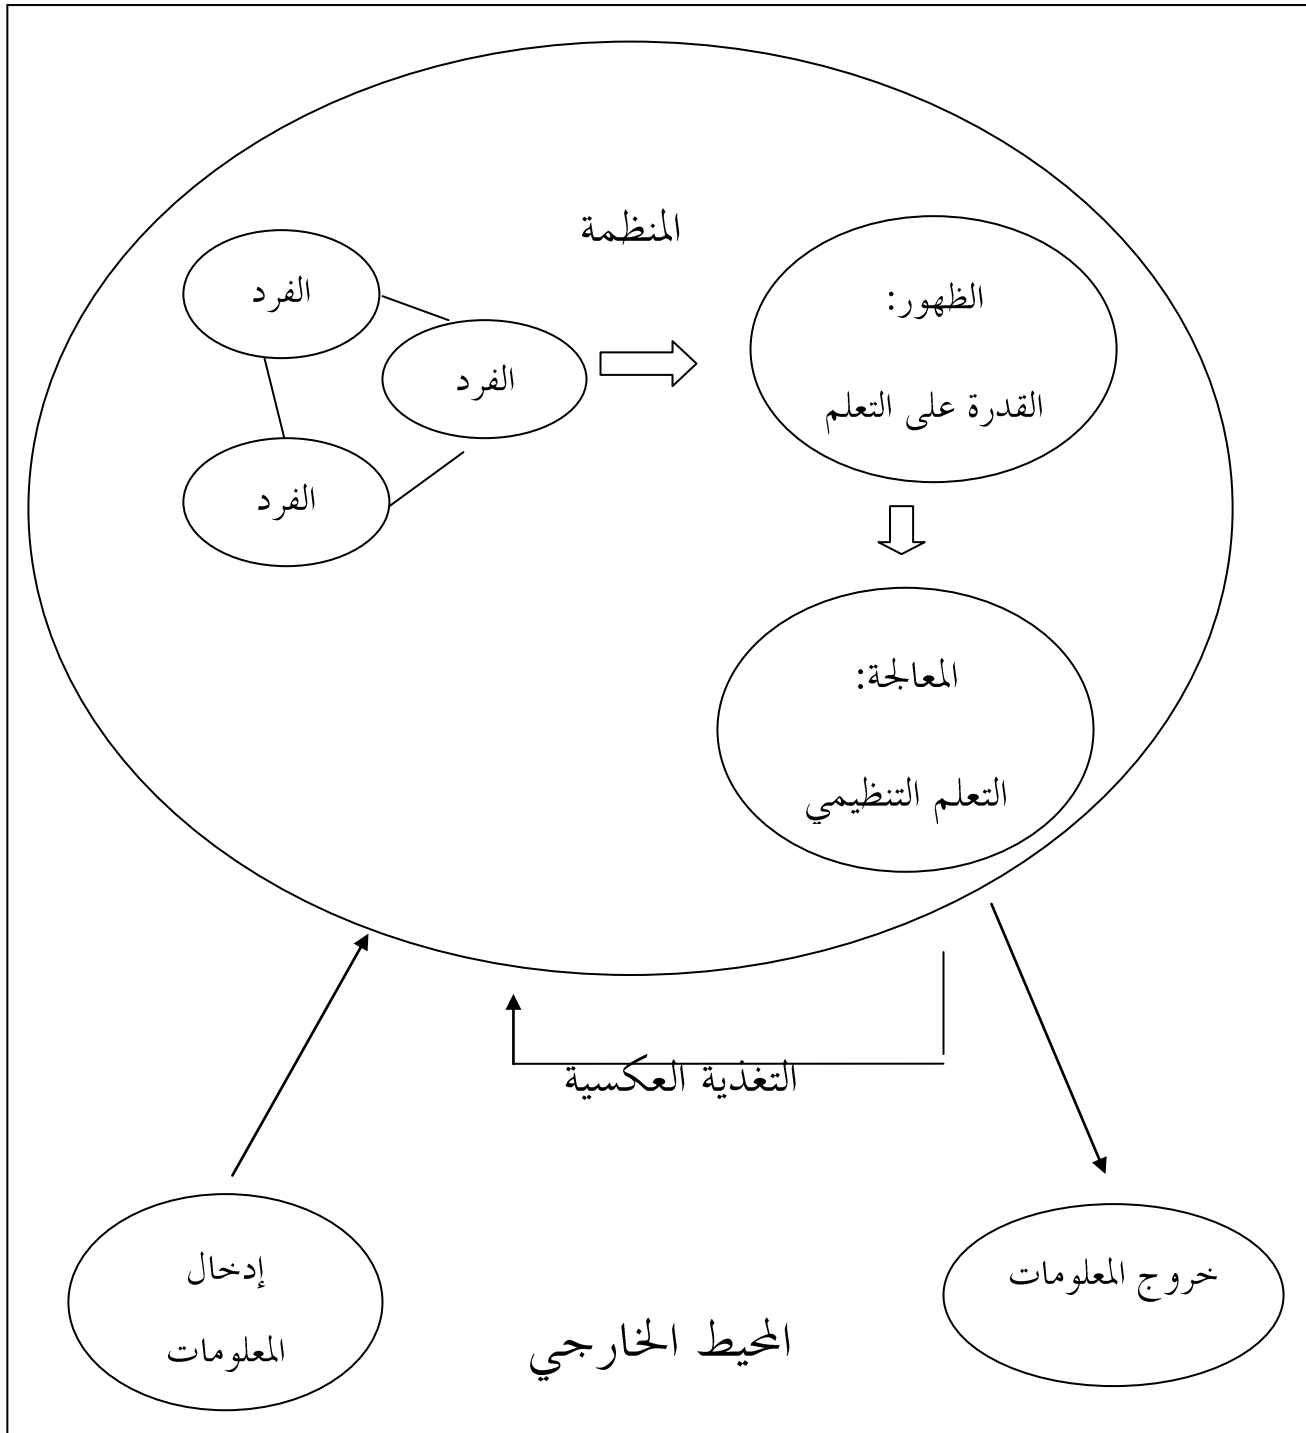 المنظمة
الفرد
الفرد
الفرد
الظهور:
القدرة على التعلم
المعالجة:
التعلم التنظيمي
التغذية العكسية
إدخال
المعلومات
خروج المعلومات
المحيط الخارجي